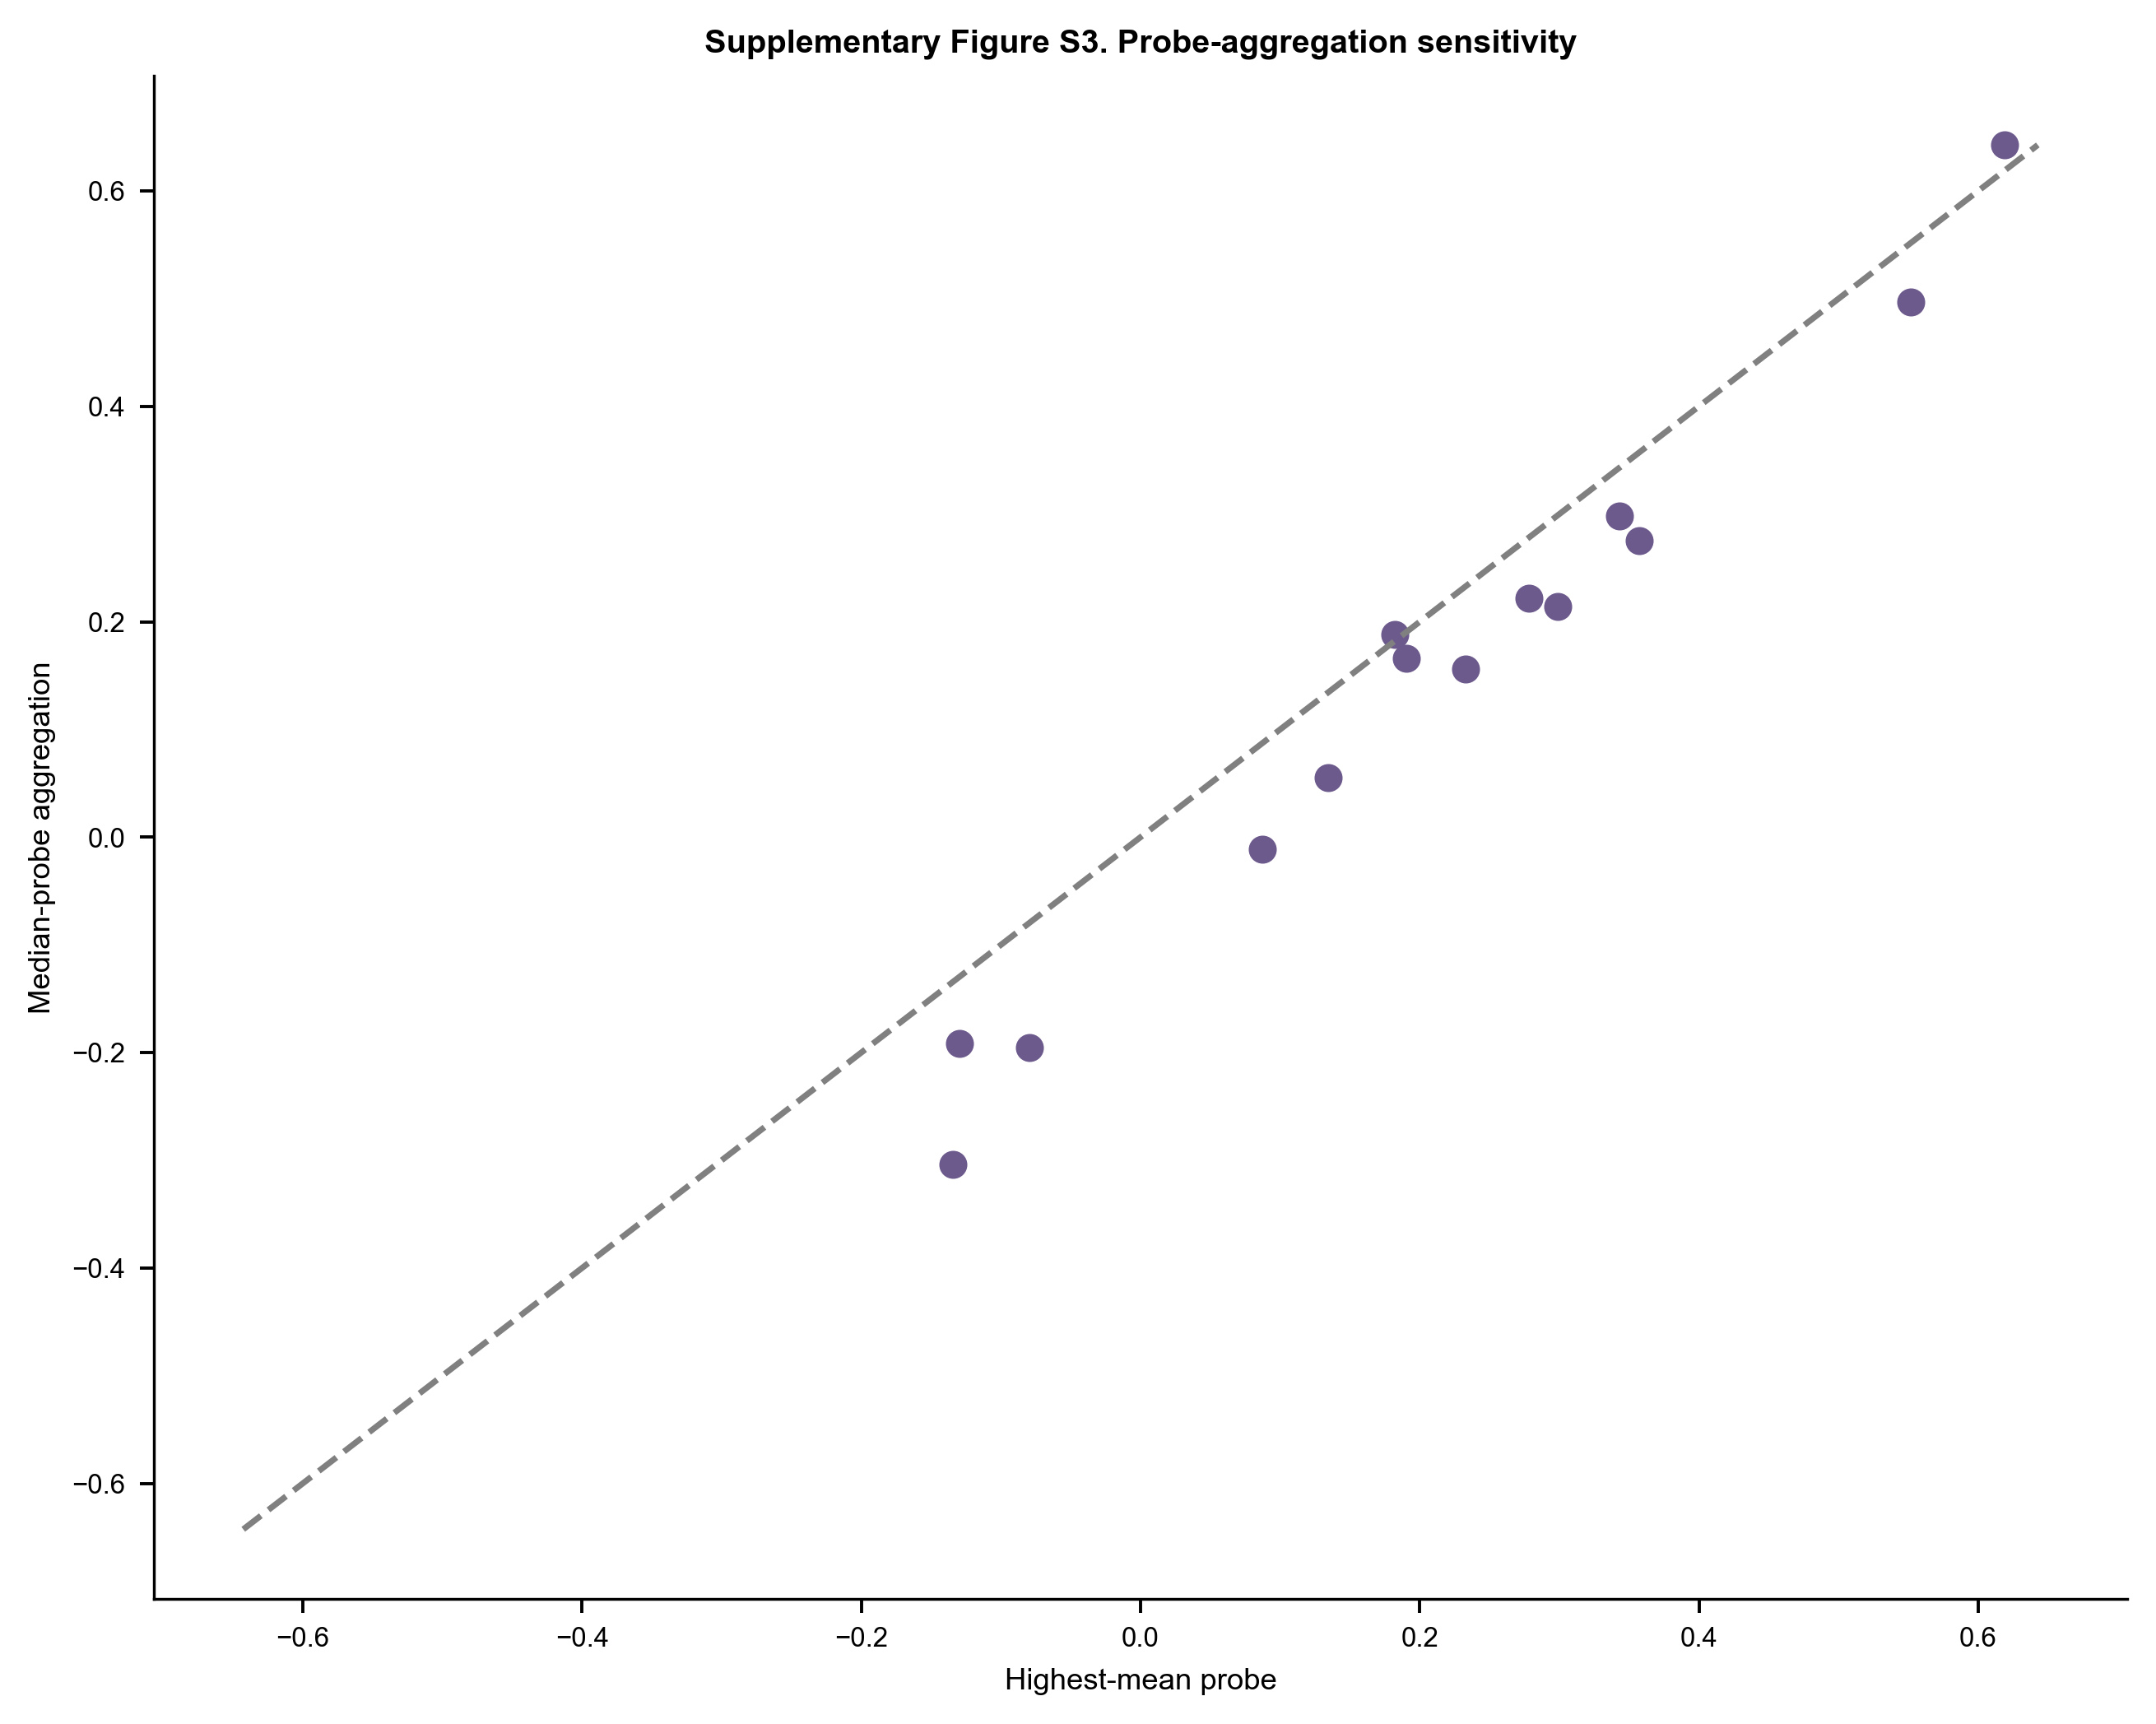 Supplementary Figure S3. Probe-aggregation sensitivity
0.6
0.4
0.2
0.0
−0.2
−0.4
−0.6
Median-probe aggregation
−0.6 −0.4 −0.2 0.0 0.2 0.4 0.6
Highest-mean probe